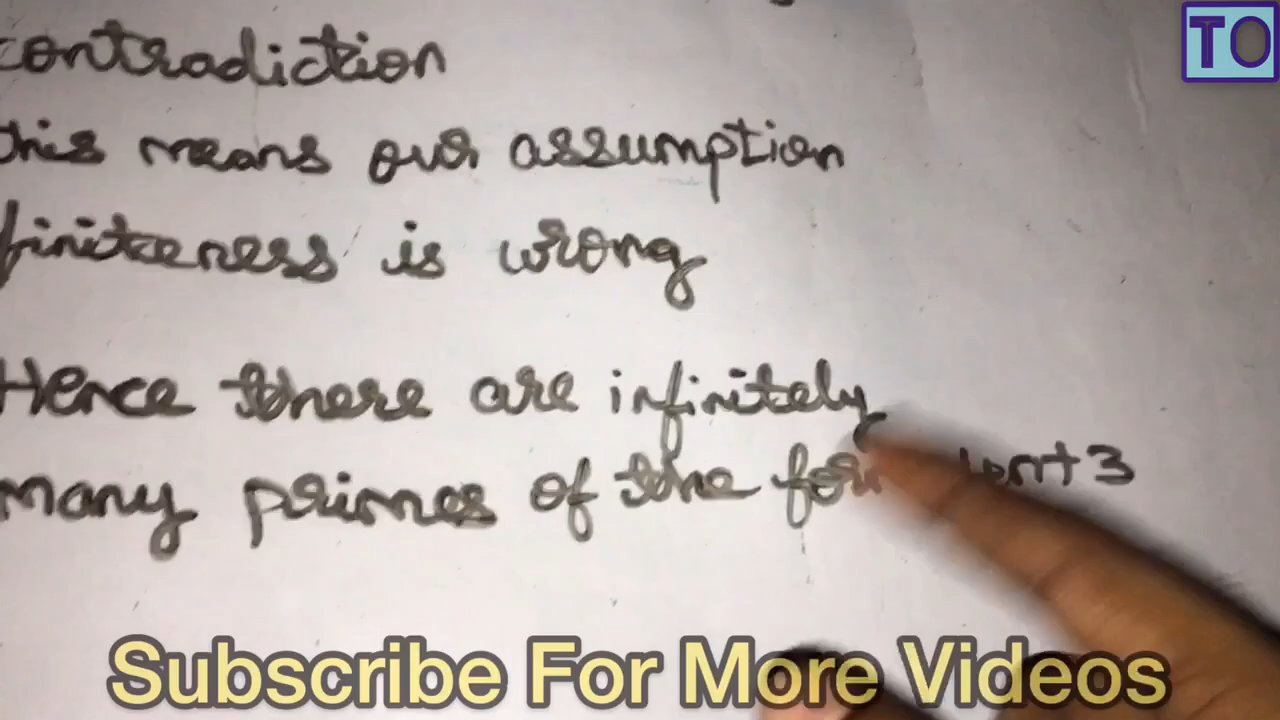 TO
contradiction
this means our assumption
finiteness is wrong
Hence there are infinitely
many primes of the +3
Subscribe For More Videos